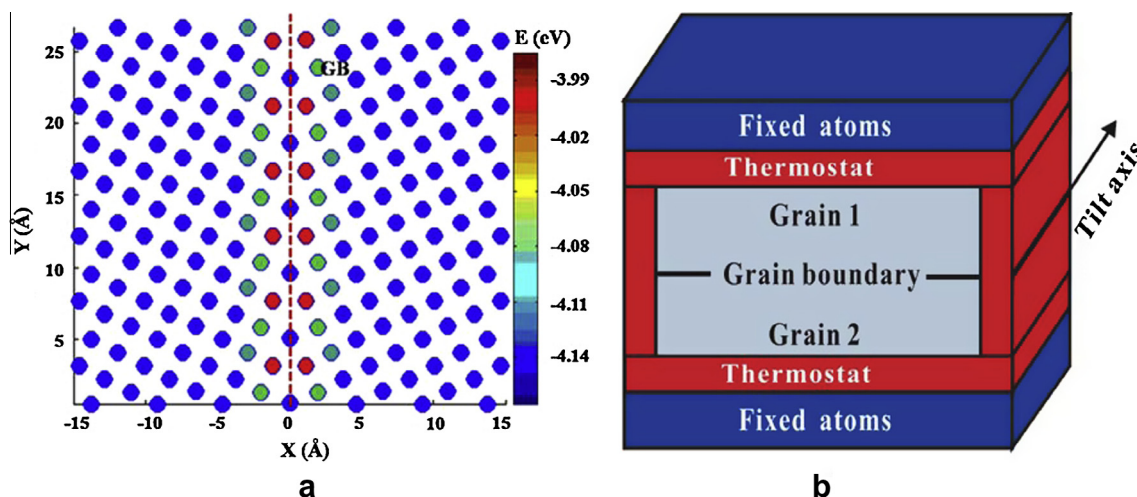 E (eV)
GB
25
20
15
10
5
Y (Å)
-15
-10
-5
0
5
10
15
X (Å)
-3.99
-4.02
-4.05
-4.08
-4.11
-4.14
a
Fixed atoms
Thermostat
Grain 1
Grain boundary
Grain 2
Thermostat
Fixed atoms
Tilt axis
b